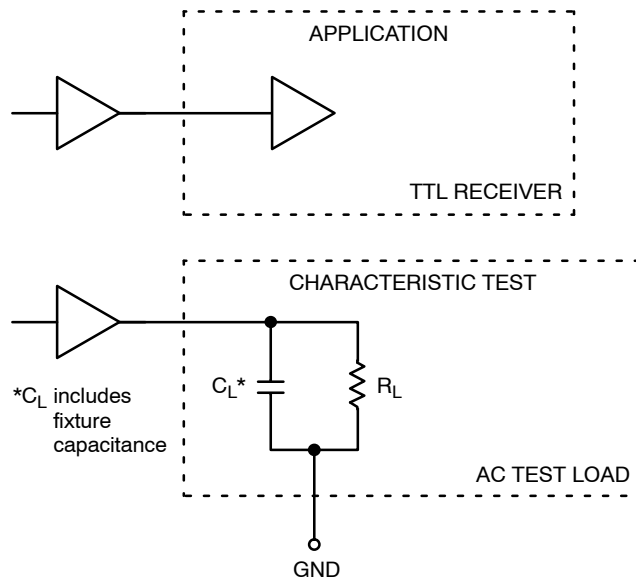 APPLICATION
TTL RECEIVER
CHARACTERISTIC TEST
*CL includes
fixture
capacitance
CL*
RL
AC TEST LOAD
GND